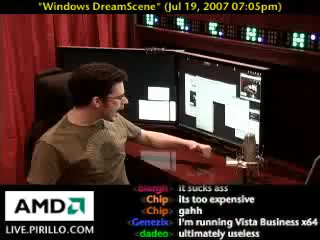 "Windows DreamScene" (Jul 19, 2007 07:05pm)
<biergh> it sucks ass
<Chip> its too expensive
<Chip> gahh
<Genezix> i'm running Vista Business x64
<dadeo> ultimately useless
AMD
LIVE.PIRILLO.COM